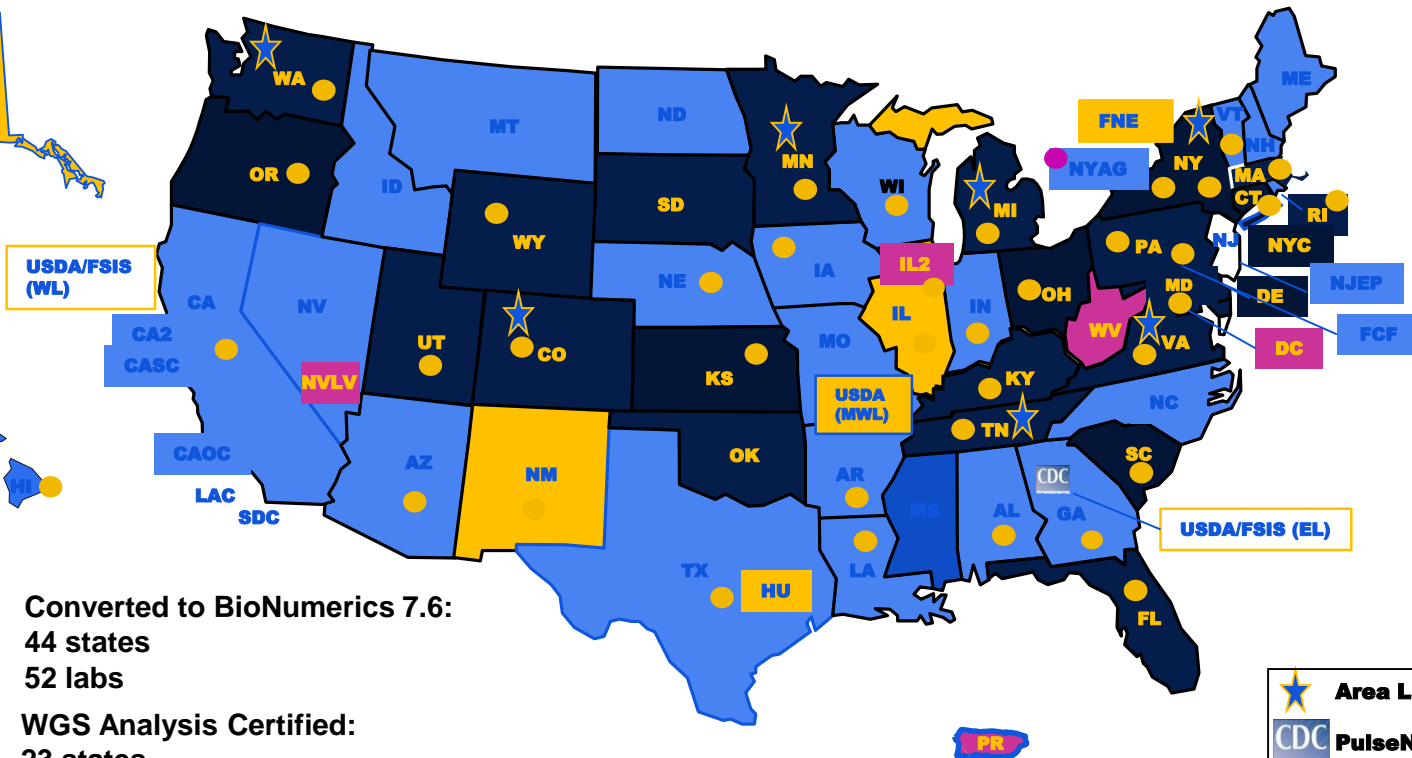 WA
MT
ND
MN
ME
VT
NH
FNE
NYAG
NY
MA
CT
RI
OR
ID
WY
SD
WI
MI
NJ
NYC
PA
USDA/FSIS
(WL)
CA
NV
NE
IA
IL2
IL
IN
OH
MD
DE
NJEP
FCF
DC
CA2
CASC
UT
CO
KS
MO
KY
WV
VA
NVLV
USDA
(MWL)
TN
NC
CAOC
AZ
NM
OK
AR
SC
HI
LAC
SDC
MS
AL
GA
CDC
USDA/FSIS (EL)
TX
HU
LA
FL
Converted to BioNumerics 7.6:
44 states
52 labs
WGS Analysis Certified:
23 states
PR
Area L
CDC PulseN